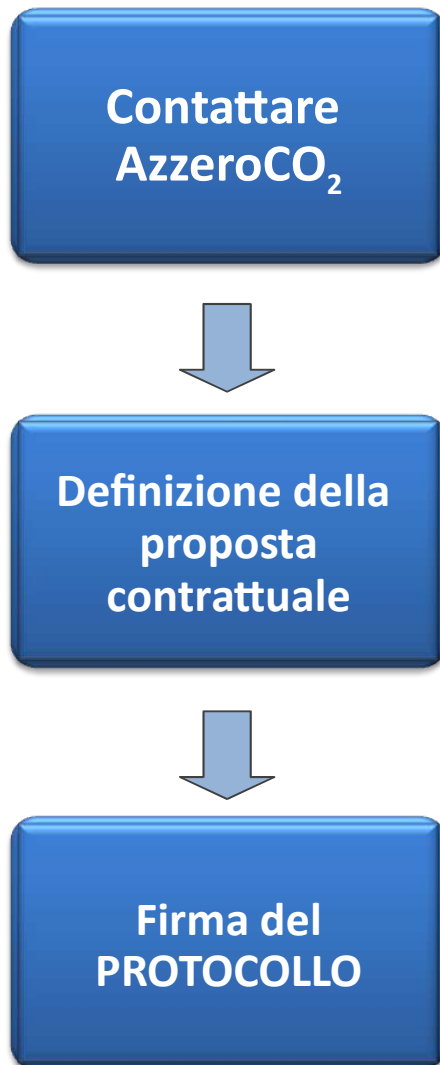 Contattare
AzzeroCO₂
Definizione della
proposta
contrattuale
Firma del
PROTOCOLLO